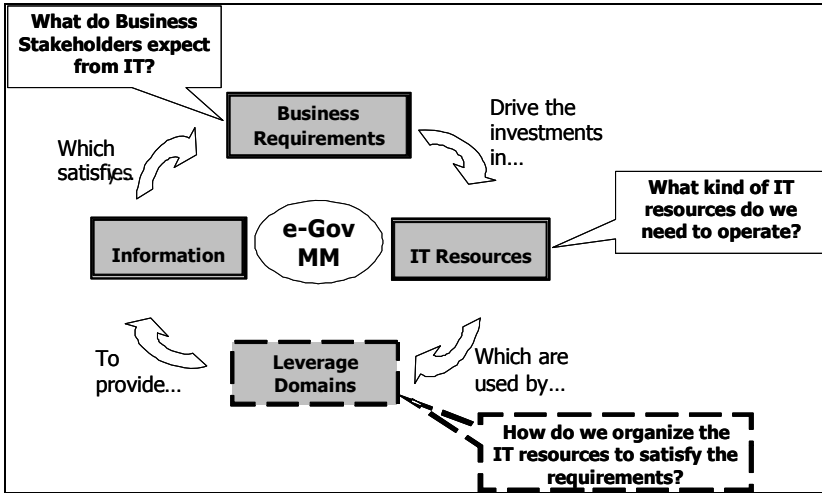 What do Business
Stakeholders expect
from IT?
Business
Requirements
Drive the
investments
in...
Which
satisfies.
What kind of IT
resources do we
need to operate?
Information
e-Gov
MM
IT Resources
To
provide...
Leverage
Domains
Which are
used by...
How do we organize the
IT resources to satisfy the
requirements?